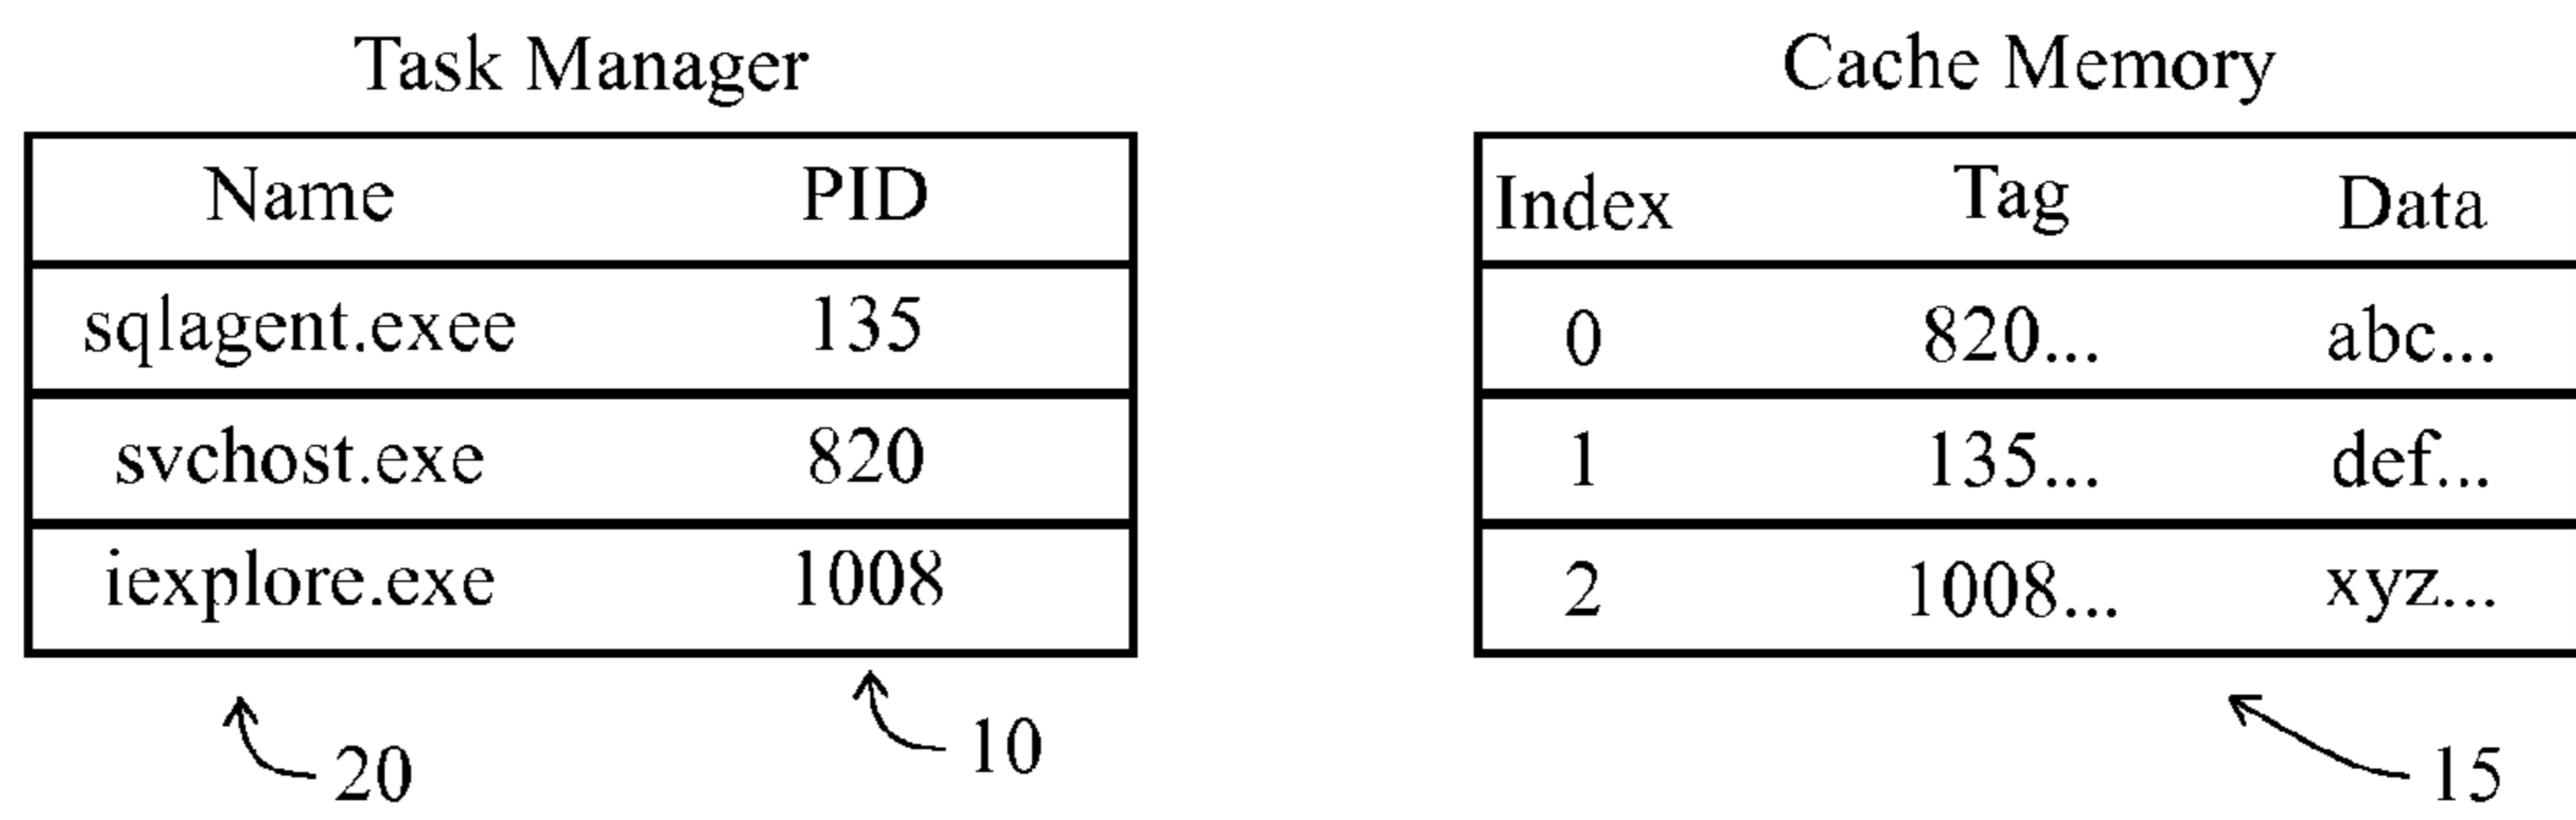 Task Manager
Name PID
sqlagent.exee 135
svchost.exe 820
iexplore.exe 1008
20
10
Cache Memory
Index Tag Data
0 820... abc...
1 135... def...
2 1008... xyz...
15